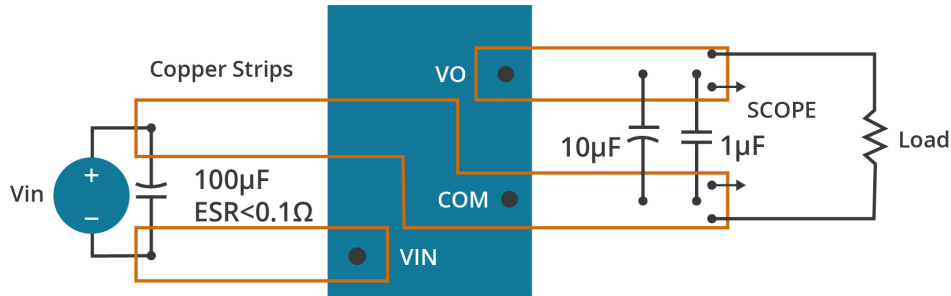 Copper Strips
VO
SCOPE
10µF
1µF
Load
+
Vin
–
100µF
ESR<0.1Ω
COM
VIN